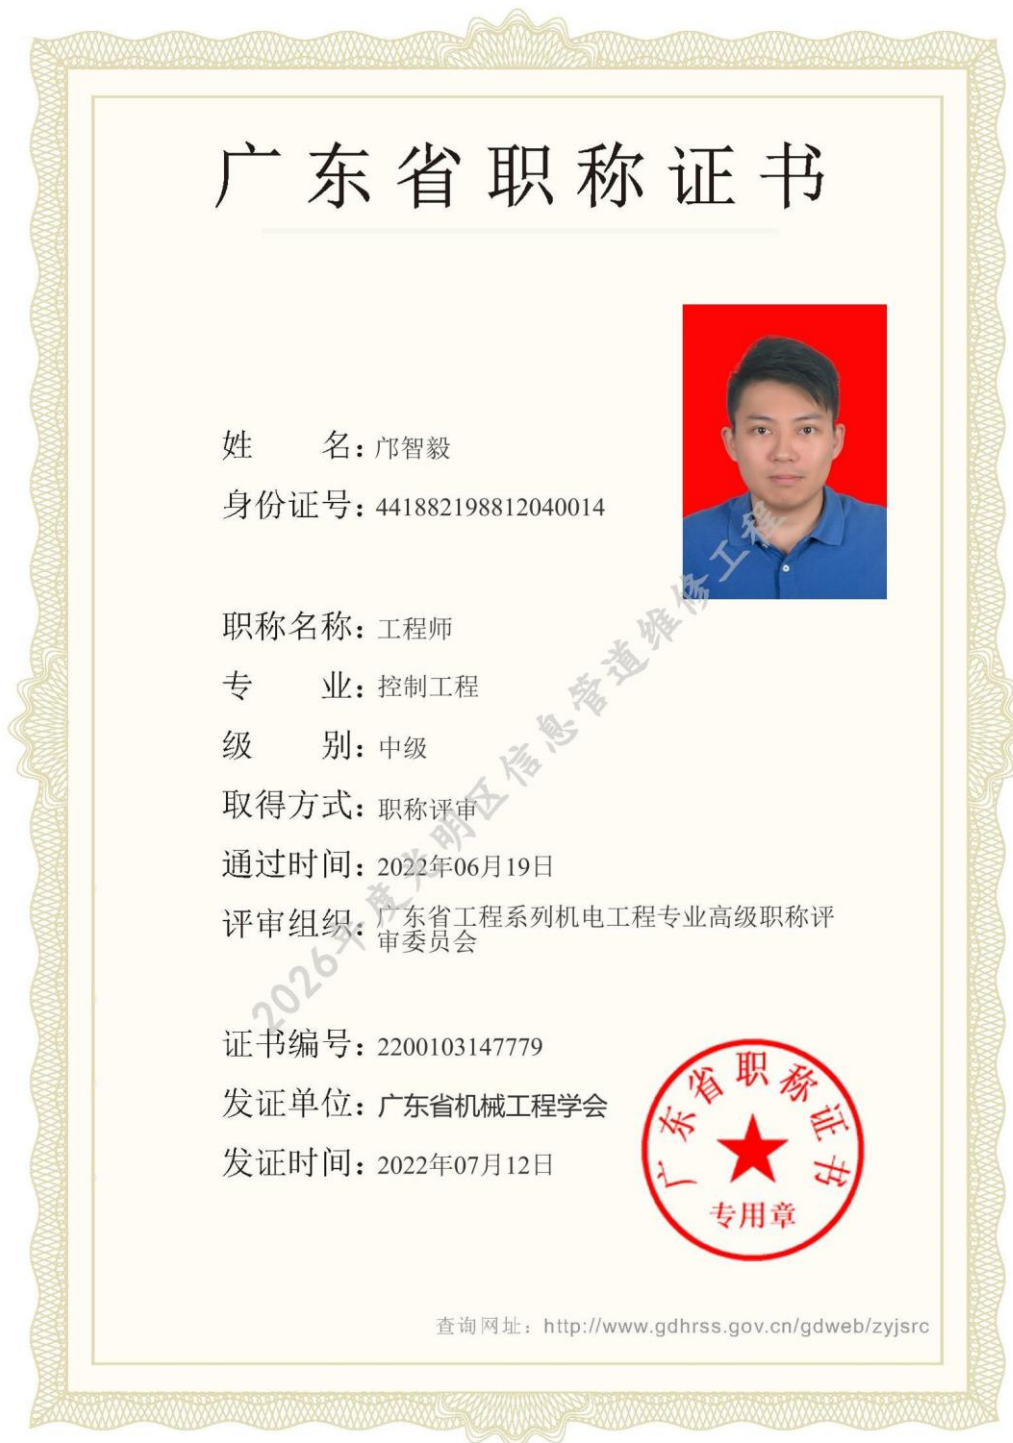 广东省职称证书
姓 名：邝智毅
身份证号：441882198812040014
职称名称：工程师
专 业：控制工程
级 别：中级
取得方式：职称评审
通过时间：2022年06月19日
评审组织：广东省工程系列机电工程专业高级职称评
审委员会
证书编号：2200103147779
发证单位：广东省机械工程学会
发证时间：2022年07月12日
广东省职称证书
专用章
查询网址：http://www.gdhrss.gov.cn/gdweb/zyjsrc
2026年度光明区信息管道维修工程